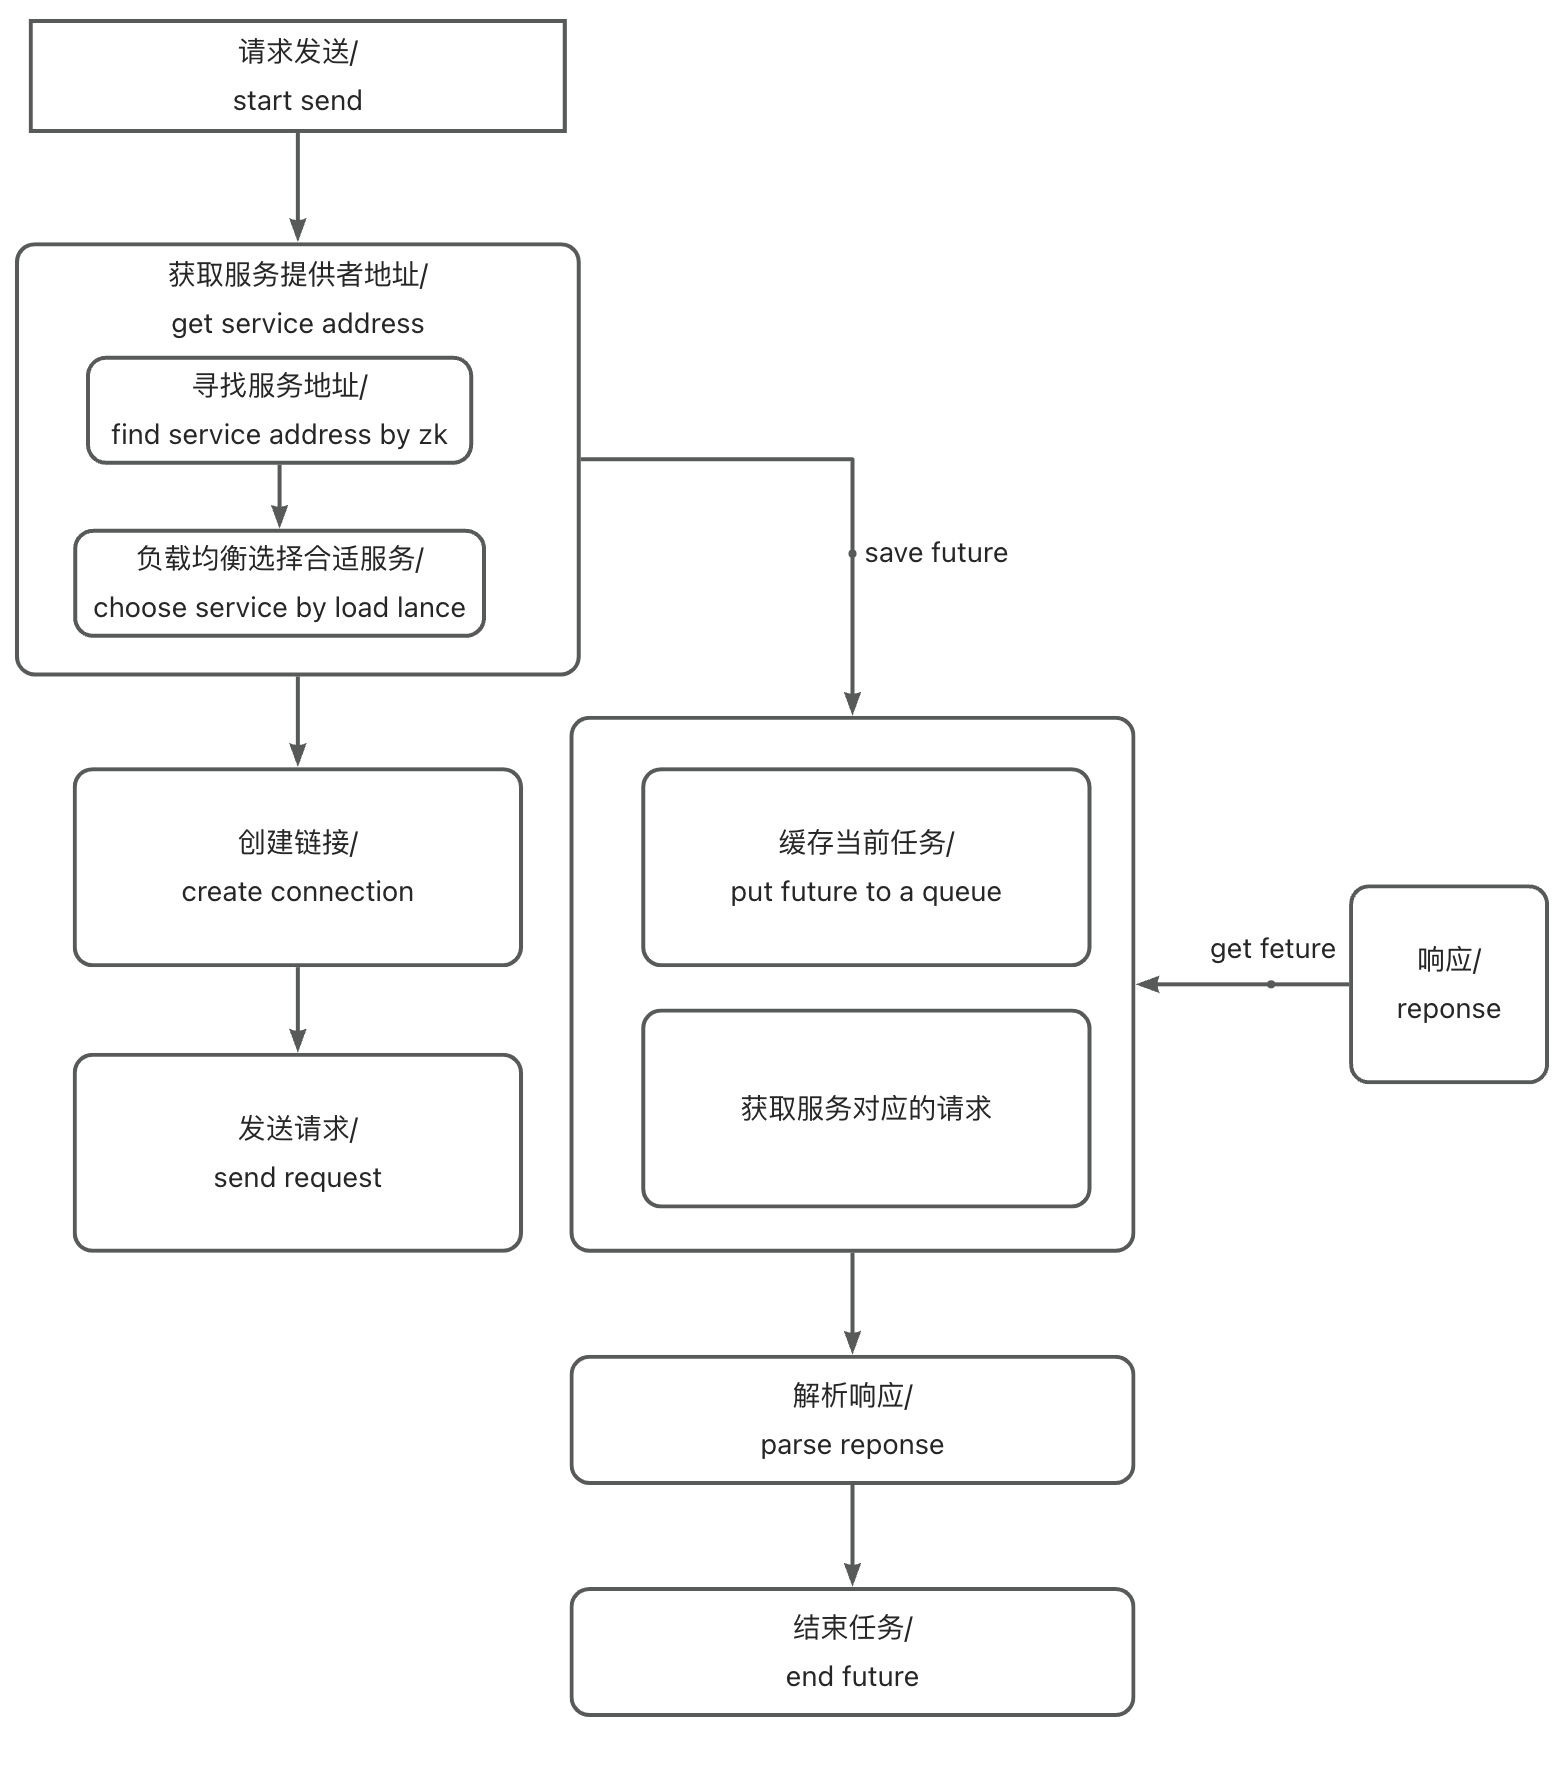 请求发送/
start send
获取服务提供者地址/
get service address
寻找服务地址/
find service address by zk
负载均衡选择合适服务/
choose service by load lance
save future
创建链接/
create connection
发送请求/
send request
缓存当前任务/
put future to a queue
获取服务对应的请求
get feture
响应/
reponse
解析响应/
parse reponse
结束任务/
end future